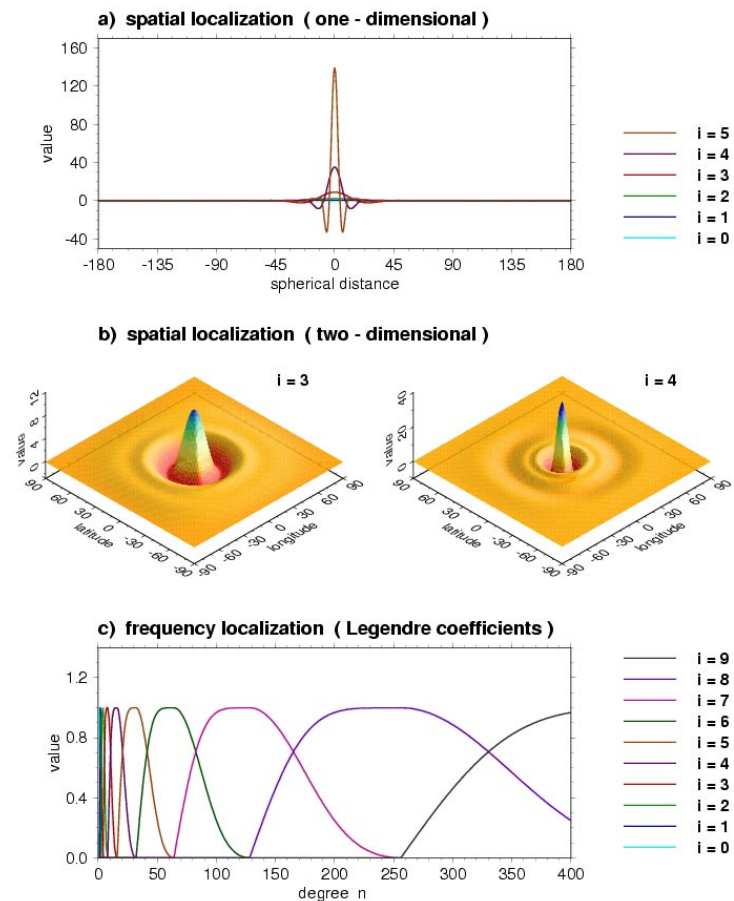 a) spatial localization ( one - dimensional )
160
120
80
40
0
-40
value
-180 -135 -90 -45 0 45 90 135 180
spherical distance
i = 5
i = 4
i = 3
i = 2
i = 1
i = 0
b) spatial localization ( two - dimensional )
i = 3
12
8
4
0
value
90 60 30 0 -30 -60 -90
latitude
-90 -60 -30 0 30 60 90
longitude
i = 4
40
20
0
value
90 60 30 0 -30 -60 -90
latitude
-90 -60 -30 0 30 60 90
longitude
c) frequency localization ( Legendre coefficients )
1.2
0.8
0.4
0.0
value
0 50 100 150 200 250 300 350 400
degree n
i = 9
i = 8
i = 7
i = 6
i = 5
i = 4
i = 3
i = 2
i = 1
i = 0